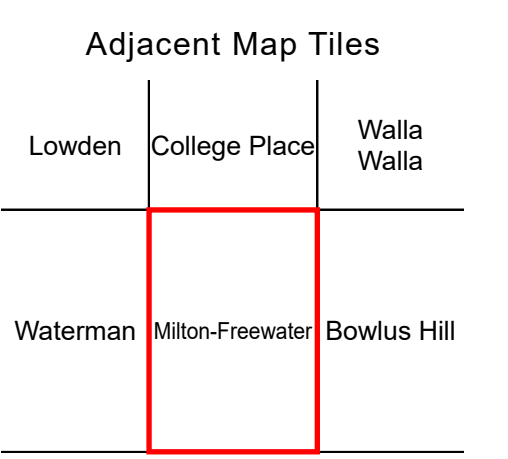 Adjacent Map Tiles
Lowden
College Place
Walla
Walla
Waterman
Milton-Freewater
Bowlus Hill